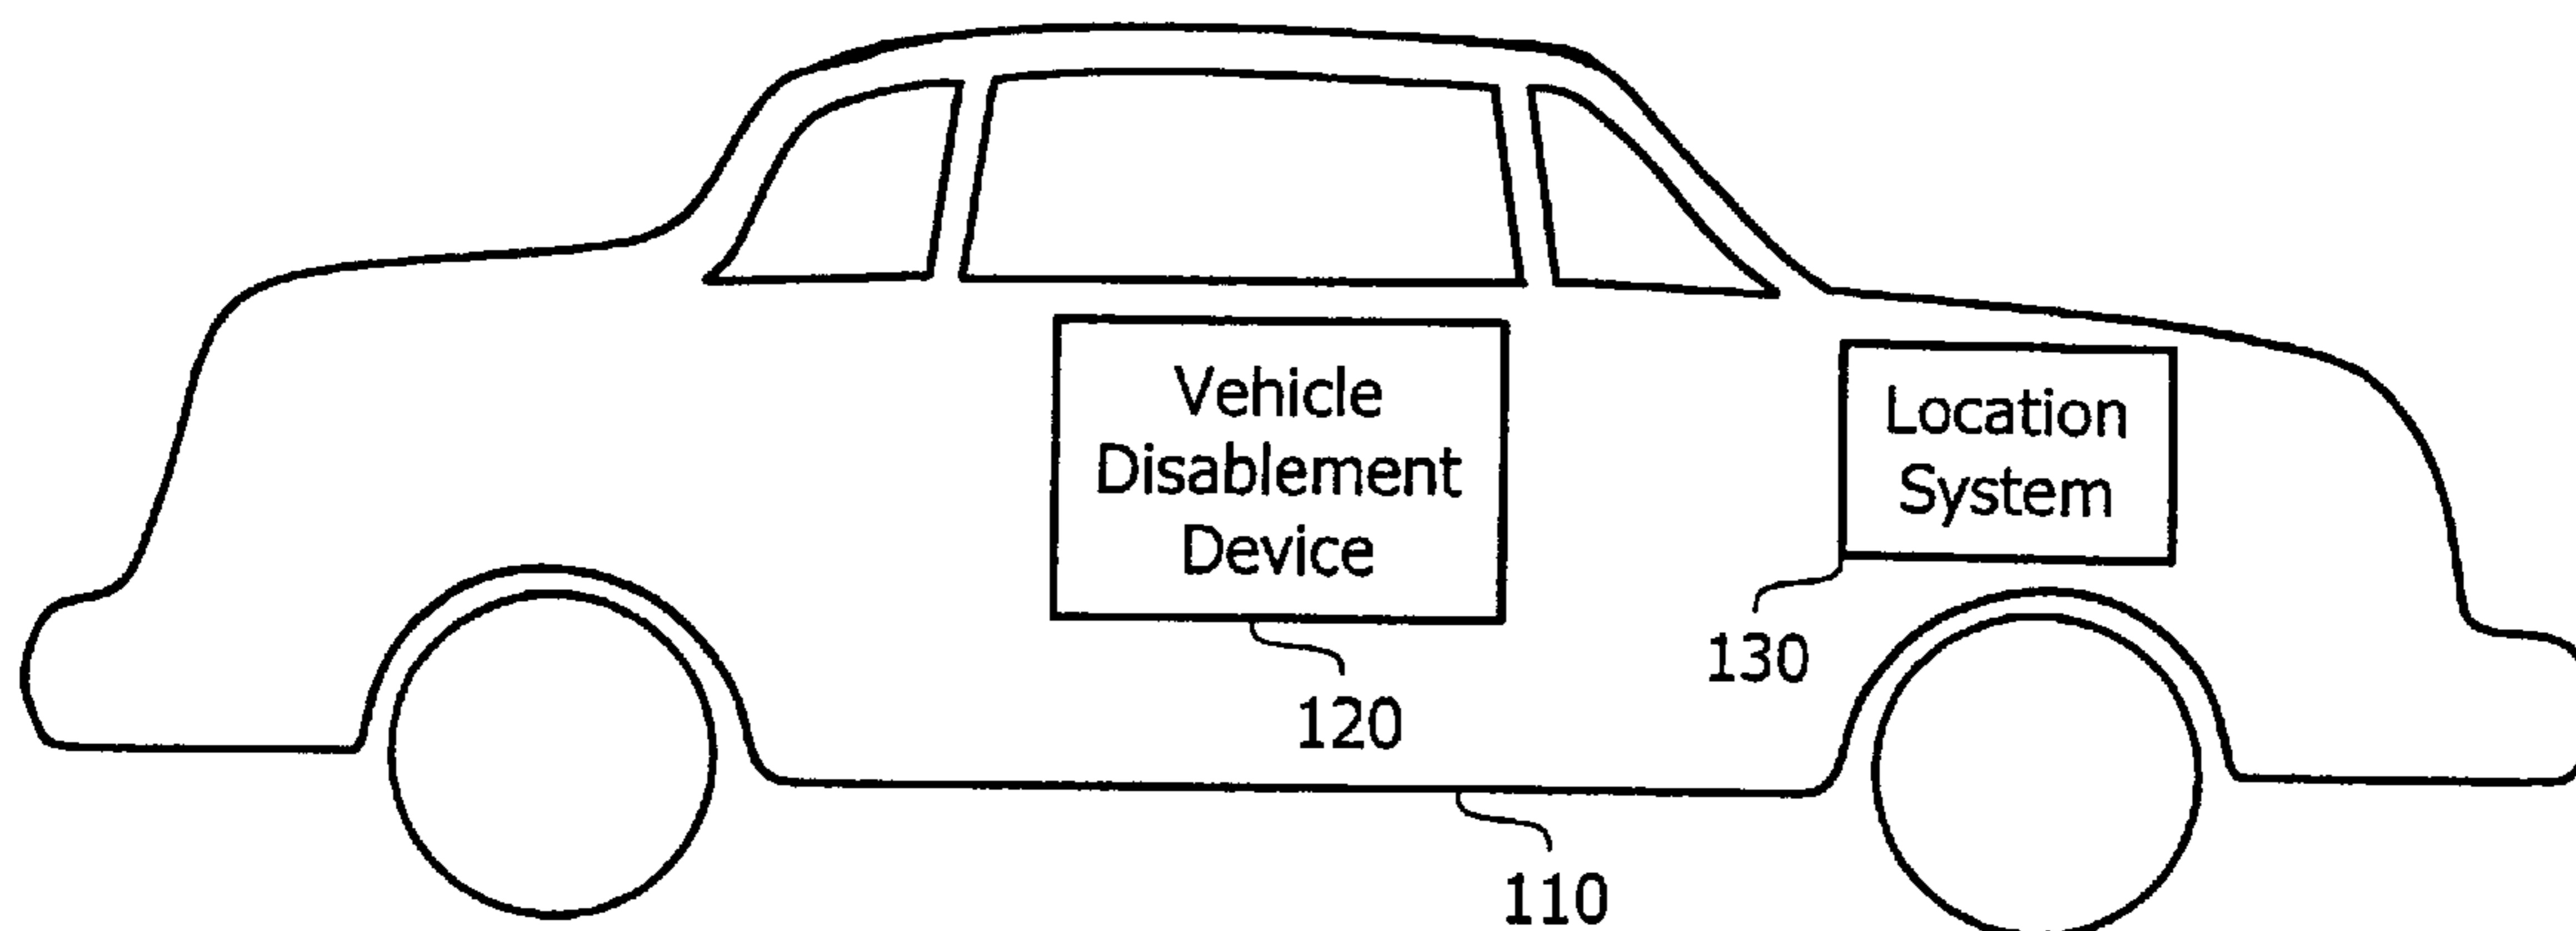 Vehicle
Disablement
Device
Location
System
130
120
110